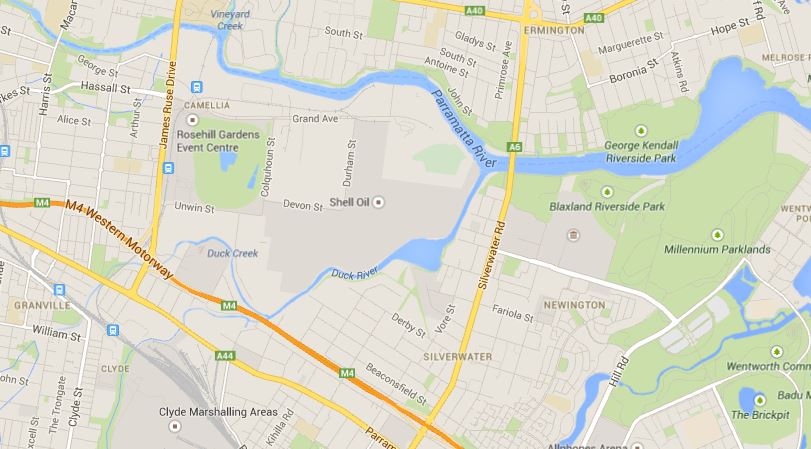 Vineyard
Creek
A40
A40
Macar
South St
Gladys St
ERMINGTON
Hope St
rf Rd
Marguerette St
South St
Antoine St
Primrose Ave
Boronia St
Atkins Rd
MELROSE P
George St
Hassall St
rkes St
Harris St
Arthur St
Alice St
James Ruse Drive
CAMELLIA
Rosehill Gardens
Event Centre
Grand Ave
John St
Parramatta River
A6
George Kendall
Riverside Park
Colquhoun St
Durham St
M4
M4 Western Motorway
Unwin St
Devon St
Shell Oil
Blaxland Riverside Park
WENT
PO
Millennium Parklands
Silverwater Rd
Duck Creek
Duck River
GRANVILLE
M4
William St
Derby St
Vore St
Fariola St
NEWINGTON
SILVERWATER
A44
M4
Beaconsfield St
Hill Rd
Wentworth Comm
CLYDE
John St
The Trongate
Clyde St
xcell St
Clyde Marshalling Areas
Kihilla Rd
Parram
Badu M
The Brickpit
Allphones Arena